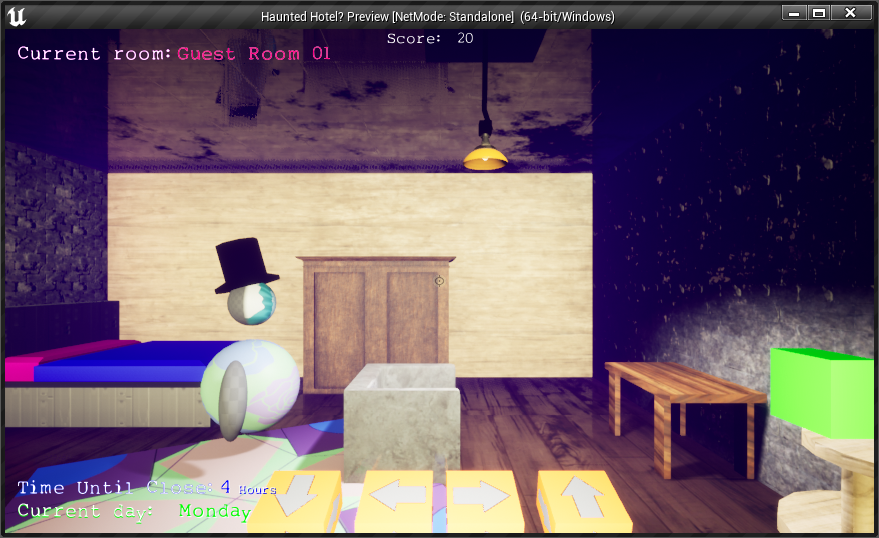 Haunted Hotel? Preview [NetMode: Standalone] (64-bit/Windows)
Score: 20
Current room: Guest Room 01
Time Until Close: 4 Hours
Current day: Monday